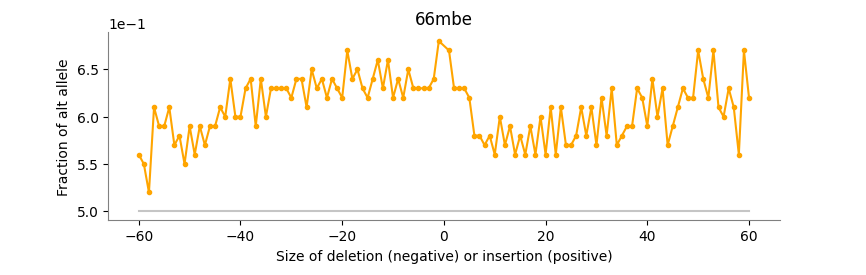 66mbe
1e−1
6.5
6.0
5.5
5.0
Fraction of alt allele
−60 −40 −20 0 20 40 60
Size of deletion (negative) or insertion (positive)